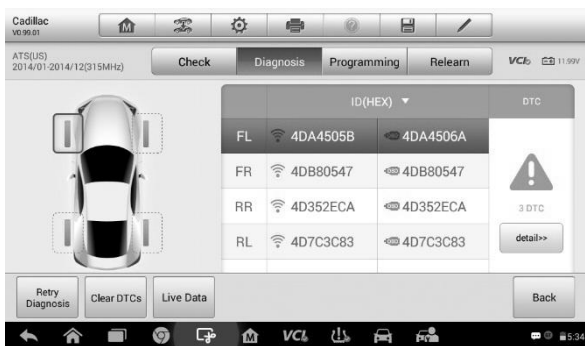 Cadillac
V0.99.01
ATS(US)
2014/01-2014/12(315MHz)
Check
Diagnosis
Programming
Relearn
VCI
11.99V
ID(HEX) ▼
DTC
FL 4DA4505B 4DA4506A
FR 4DB80547 4DB80547
RR 4D352ECA 4D352ECA
RL 4D7C3C83 4D7C3C83
3 DTC
detail>>
Retry
Diagnosis
Clear DTCs
Live Data
Back
VCI
5:34